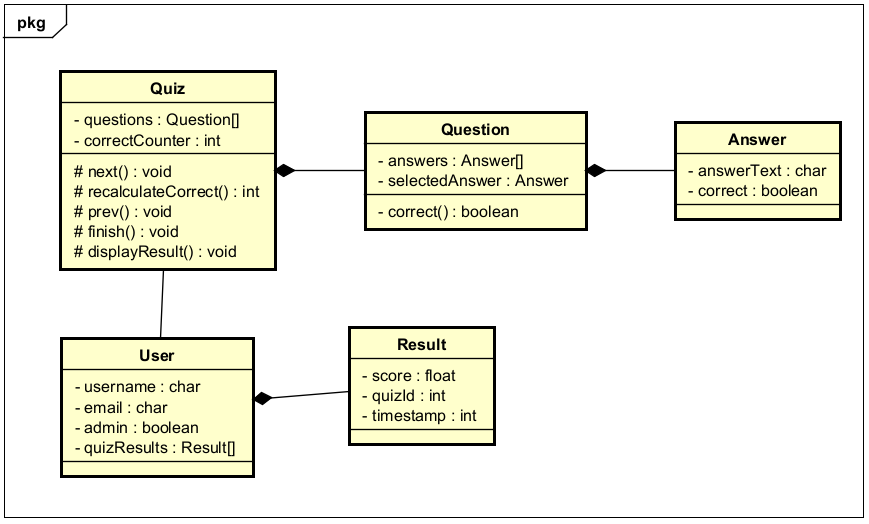 pkg
Quiz
- questions : Question[]
- correctCounter : int
# next() : void
# recalculateCorrect() : int
# prev() : void
# finish() : void
# displayResult() : void
Question
- answers : Answer[]
- selectedAnswer : Answer
- correct() : boolean
Answer
- answerText : char
- correct : boolean
User
- username : char
- email : char
- admin : boolean
- quizResults : Result[]
Result
- score : float
- quizId : int
- timestamp : int